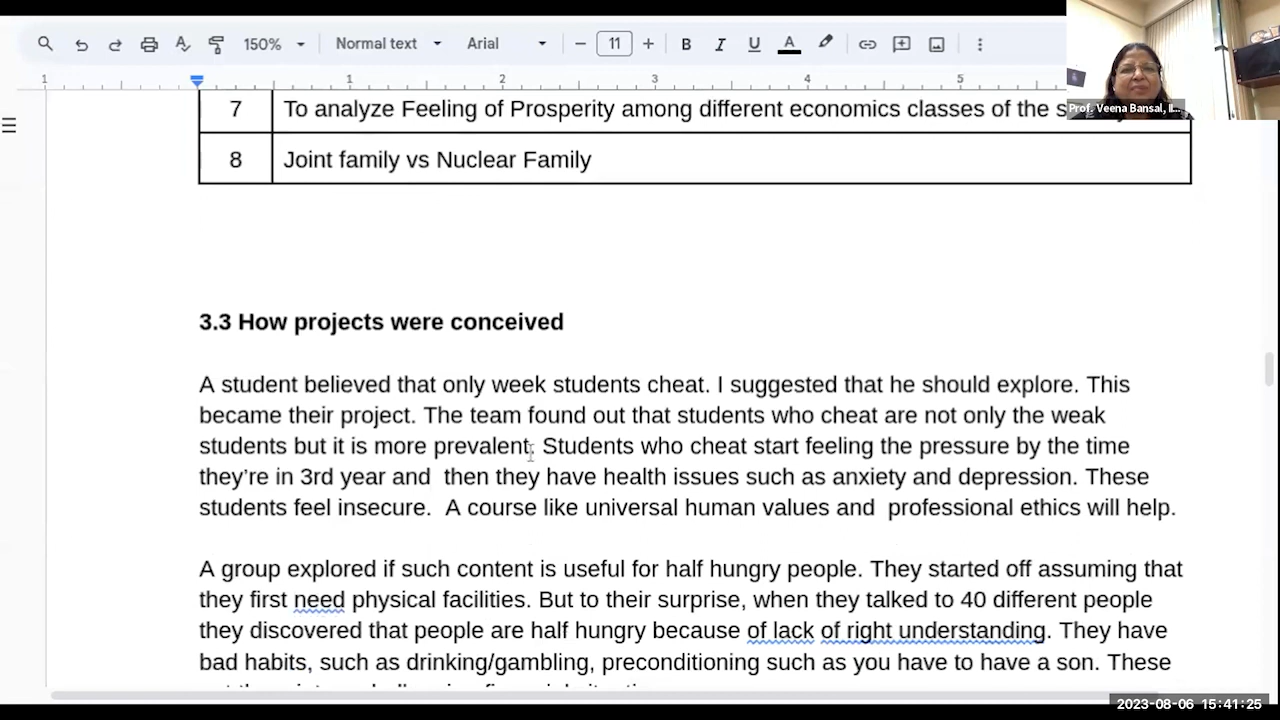 150% Normal text Arial 11 B I U A
1 1 2 3 4 5
Prof. Veena Bansal,
7 To analyze Feeling of Prosperity among different economics classes of the
8 Joint family vs Nuclear Family
3.3 How projects were conceived
A student believed that only week students cheat. I suggested that he should explore. This
became their project. The team found out that students who cheat are not only the weak
students but it is more prevalent. Students who cheat start feeling the pressure by the time
they're in 3rd year and then they have health issues such as anxiety and depression. These
students feel insecure. A course like universal human values and professional ethics will help.
A group explored if such content is useful for half hungry people. They started off assuming that
they first need physical facilities. But to their surprise, when they talked to 40 different people
they discovered that people are half hungry because of lack of right understanding. They have
bad habits, such as drinking/gambling, preconditioning such as you have to have a son. These
2023-08-06 15:41:25